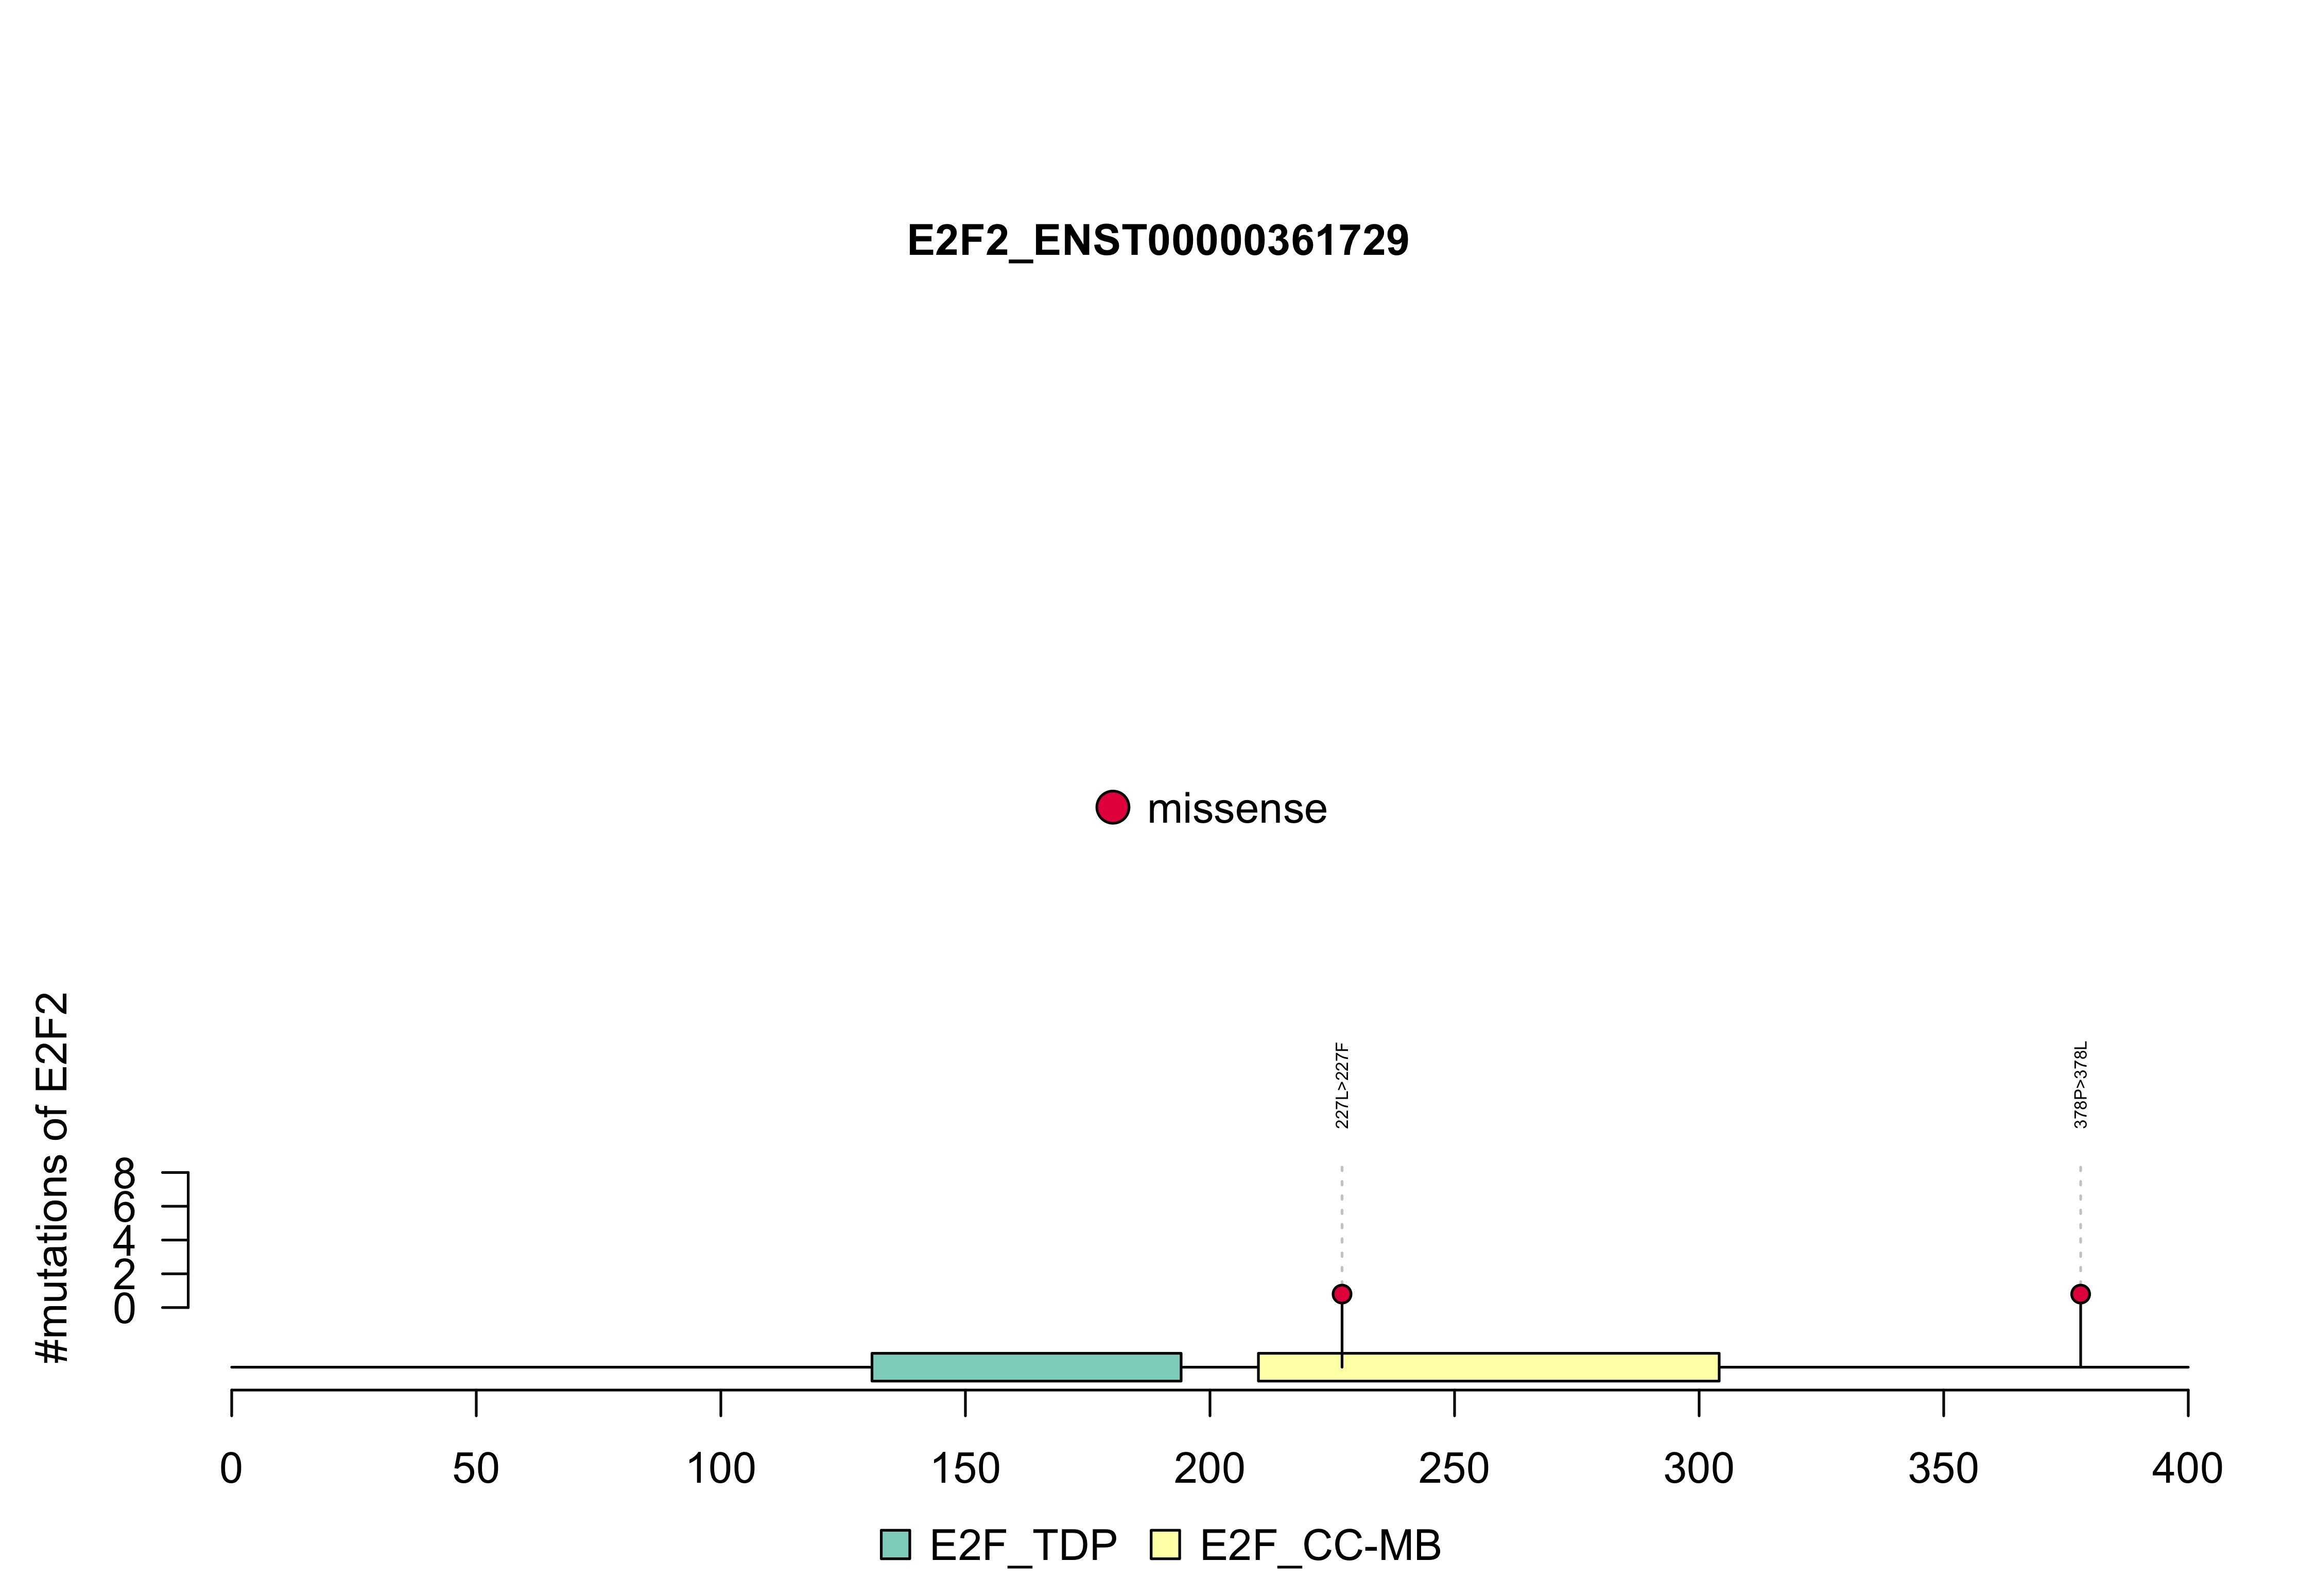 E2F2_ENST00000361729
missense
#mutations of E2F2
227L>227F
378P>378L
8
6
4
2
0
0 50 100 150 200 250 300 350 400
E2F_TDP E2F_CC-MB